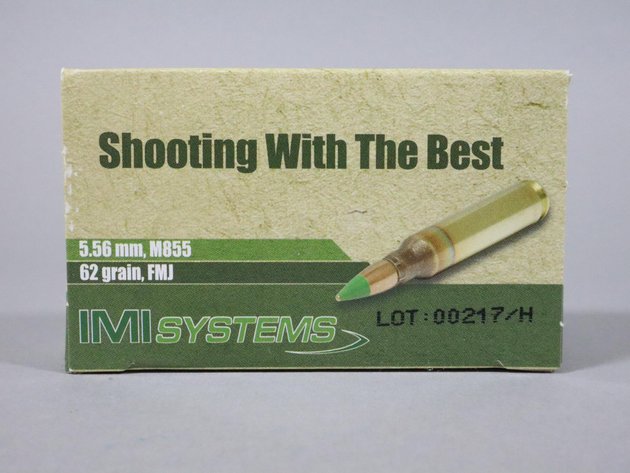 Shooting With The Best
5.56 mm, M855
62 grain, FMJ
IMI SYSTEMS
LOT:00217/H